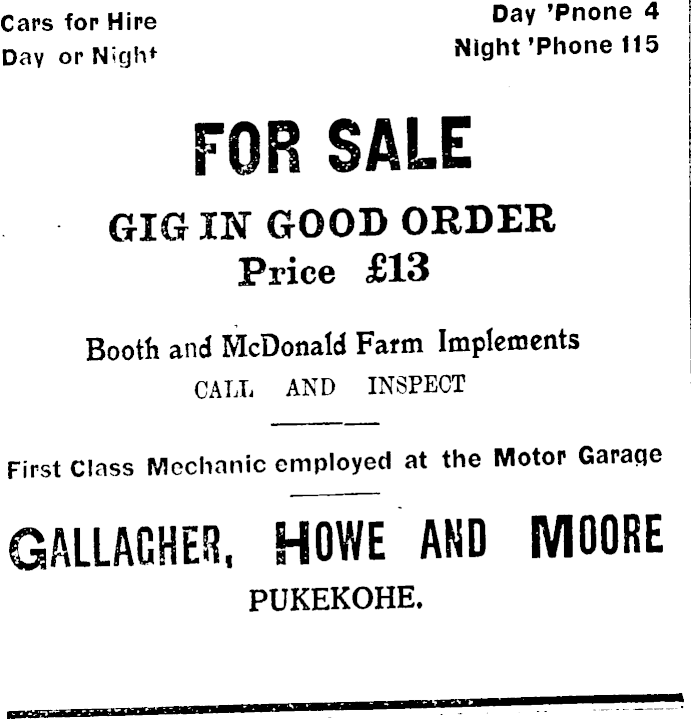 Cars for Hire
Day or Night
Day 'Pnone 4
Night 'Phone 115
FOR SALE
GIG IN GOOD ORDER
Price £13
Booth and McDonald Farm Implements
CALL AND INSPECT
First Class Mechanic employed at the Motor Garage
GALLAGHER, HOWE AND MOORE
PUKEKOHE.